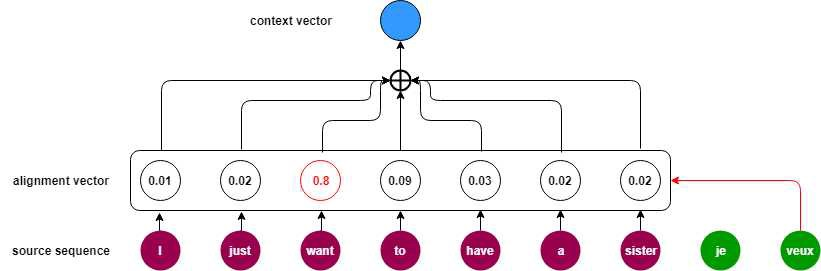 context vector
alignment vector 0.01 0.02 0.8 0.09 0.03 0.02 0.02
source sequence I just want to have a sister je veux